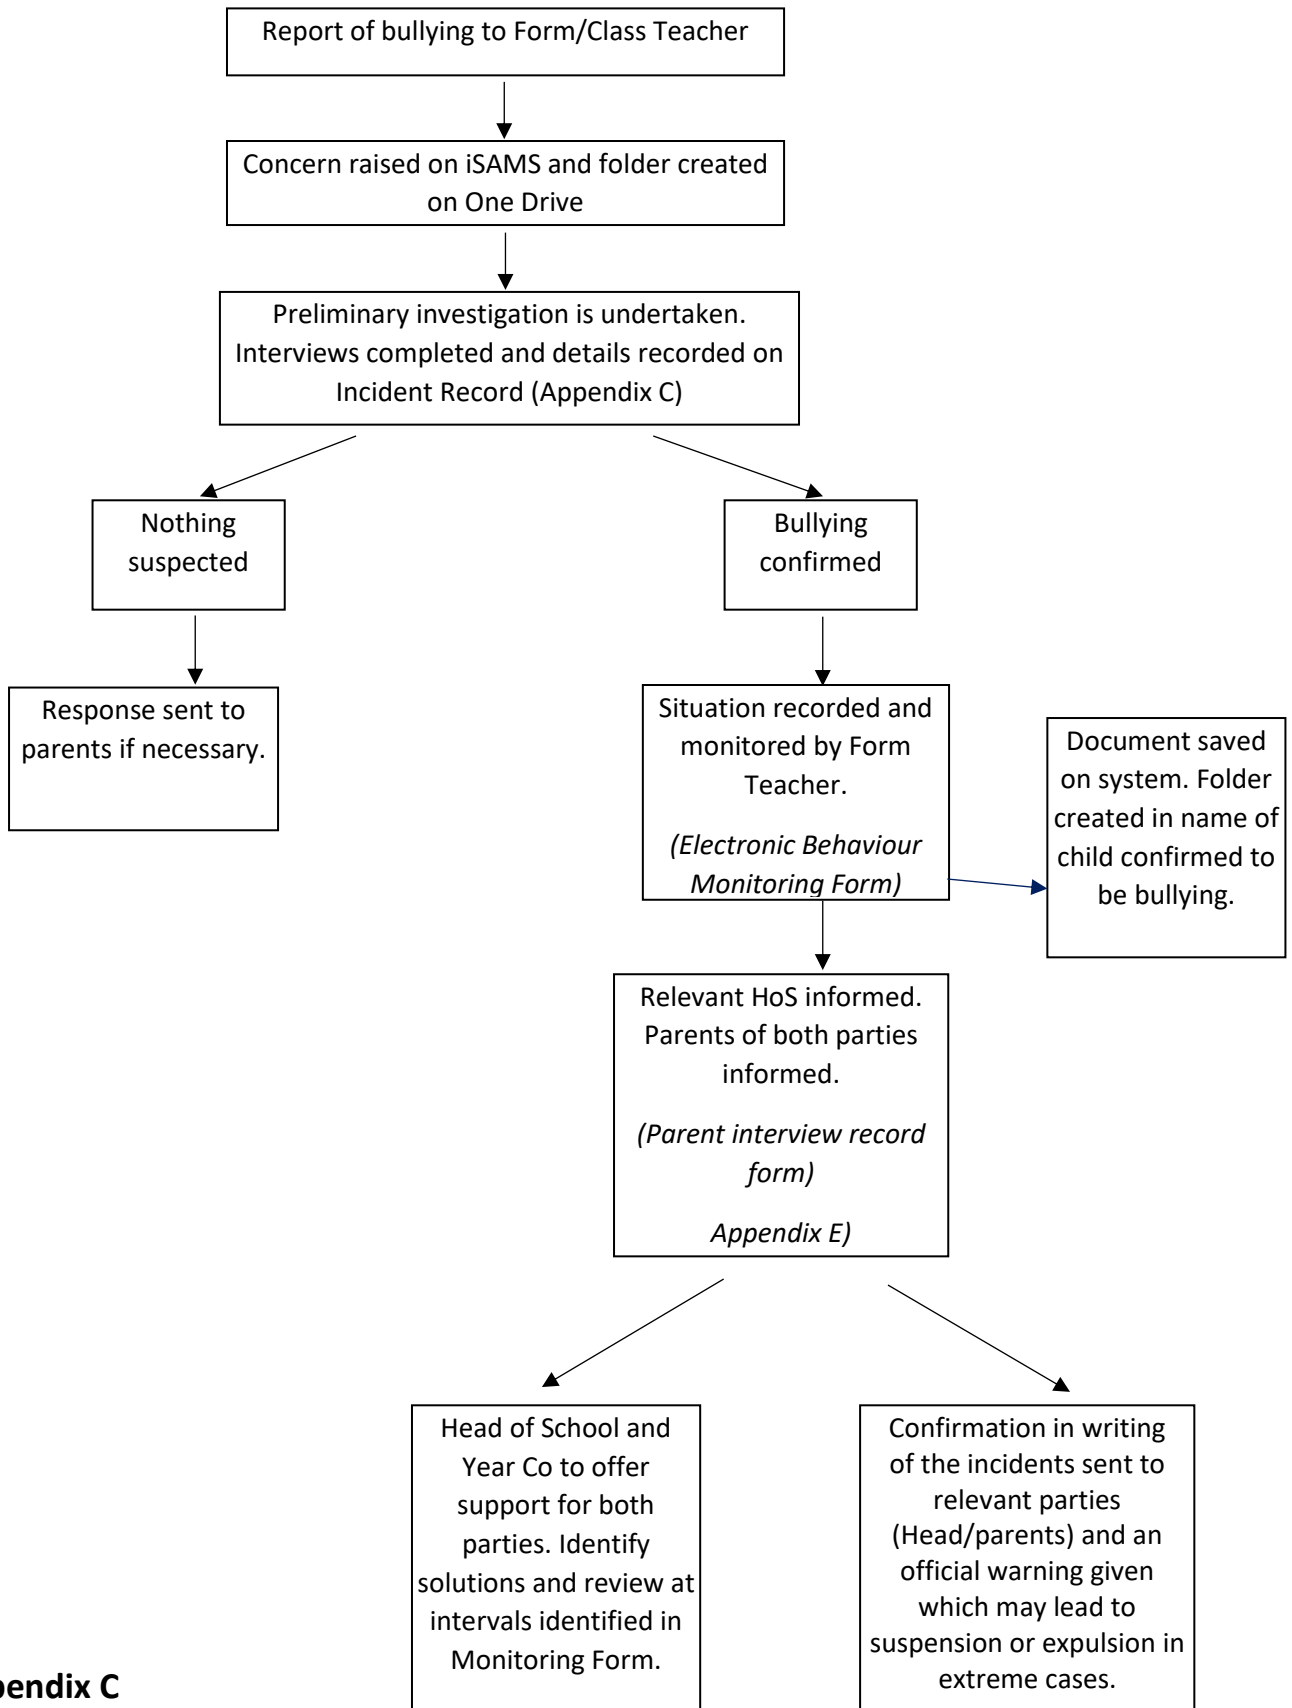 Report of bullying to Form/Class Teacher
Concern raised on iSAMS and folder created
on One Drive
Preliminary investigation is undertaken.
Interviews completed and details recorded on
Incident Record (Appendix C)
Nothing
suspected
Bullying
confirmed
Response sent to
parents if necessary.
Situation recorded and
monitored by Form
Teacher.
(Electronic Behaviour
Monitoring Form)
Document saved
on system. Folder
created in name of
child confirmed to
be bullying.
Relevant HoS informed.
Parents of both parties
informed.
(Parent interview record
form)
Appendix E)
Head of School and
Year Co to offer
support for both
parties. Identify
solutions and review at
intervals identified in
Monitoring Form.
Confirmation in writing
of the incidents sent to
relevant parties
(Head/parents) and an
official warning given
which may lead to
suspension or expulsion in
extreme cases.
pendix C